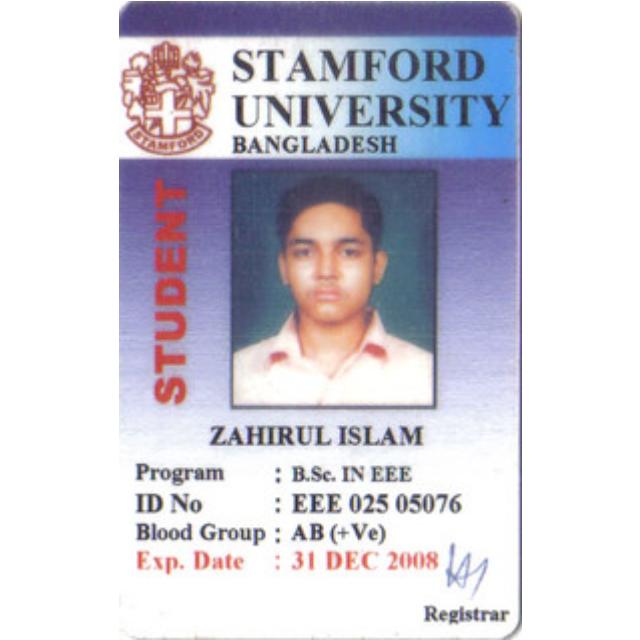 STAMFORD
UNIVERSITY
BANGLADESH
STAMFORD
STUDENT
ZAHIRUL ISLAM
Program : B.Sc. IN EEE
ID No : EEE 025 05076
Blood Group : AB (+Ve)
Exp. Date : 31 DEC 2008
Registrar